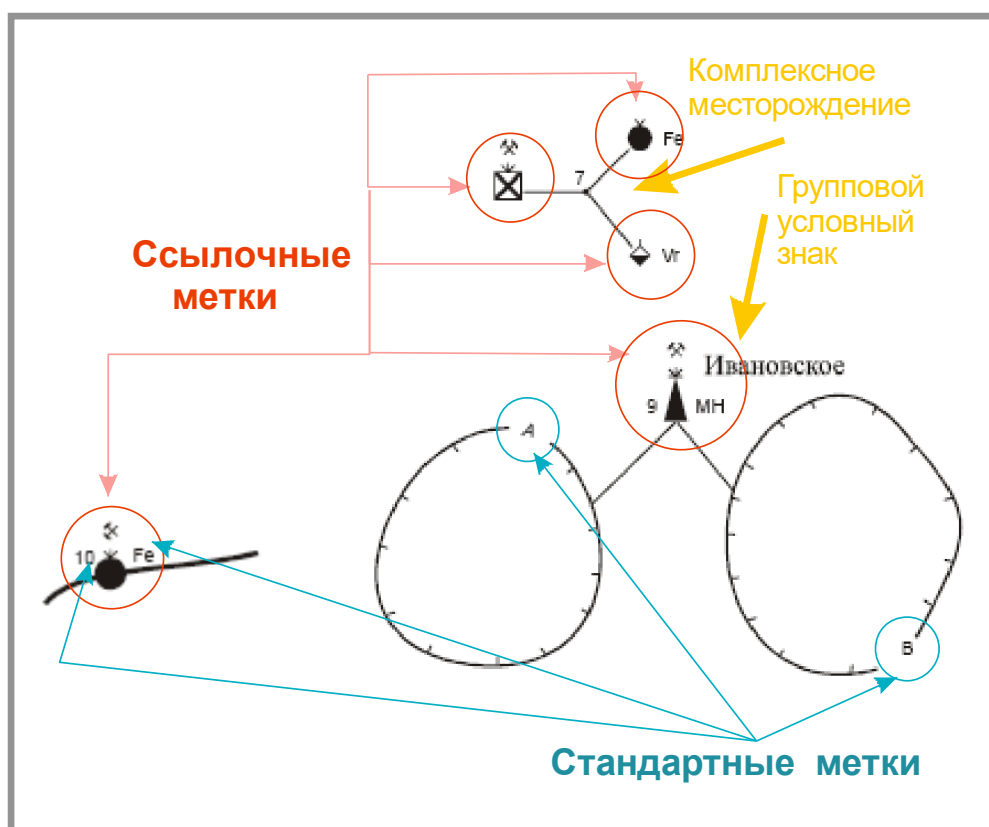 Комплексное
месторождение
Fe
7
Групповой
условный
знак
Ссылочные
метки
Vr
Ивановское
9 МН
A
10 Fe
B
Стандартные метки